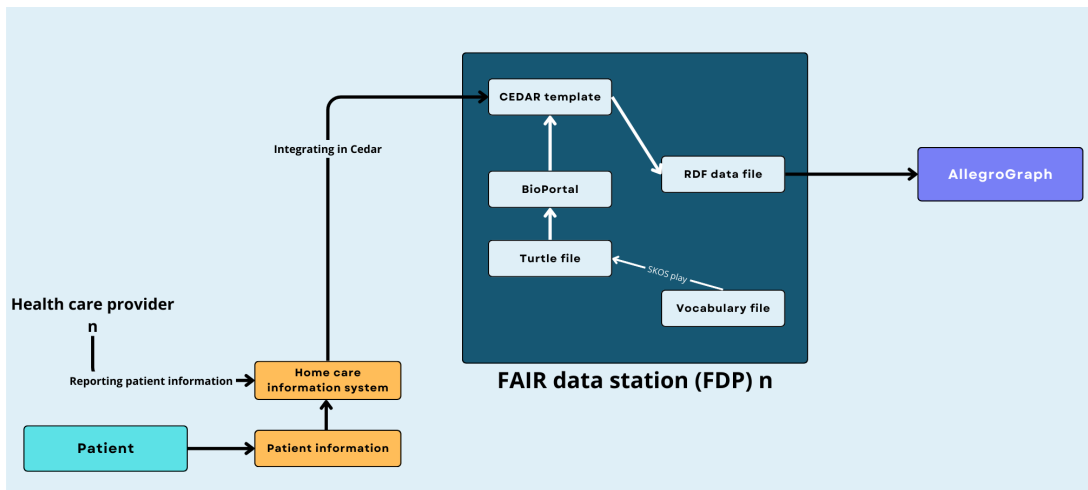 CEDAR template
Integrating in Cedar
RDF data file
AllegroGraph
BioPortal
Turtle file
SKOS play
Vocabulary file
Health care provider
n
Reporting patient information
Home care
information system
FAIR data station (FDP) n
Patient
Patient information